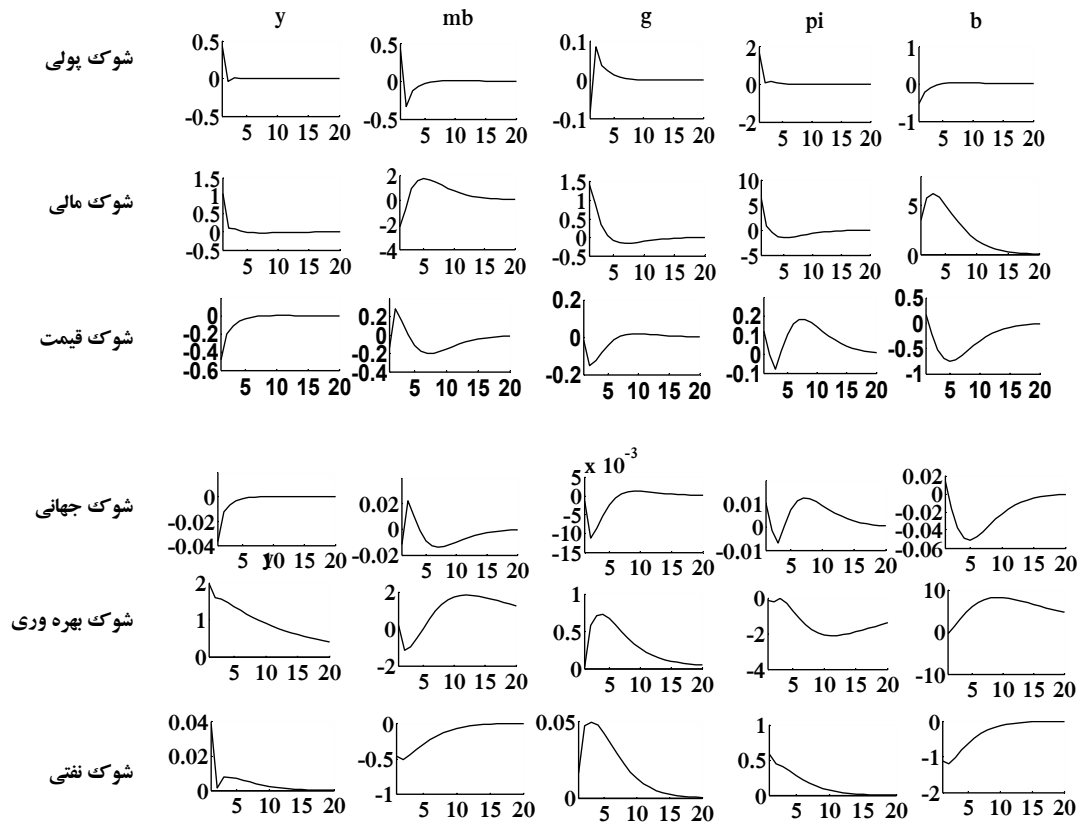 y mb g pi b
شوک پولی
0.5 0.5 0.1 2 1
0 0 0 0 0
-0.5 -0.5 -0.1 -2 -1
5 10 15 20 5 10 15 20 5 10 15 20 5 10 15 20 5 10 15 20
شوک مالی
1.5 2 1.5 10
1 0 1 5 5
0.5 -2 0.5 0
0 0
-0.5 -4 -0.5 -5 0
5 10 15 20 5 10 15 20 5 10 15 20 5 10 15 20 5 10 15 20
شوک قیمت
0 0.2 0.2 0.2 0.5
-0.2 0 0 0.1 0
-0.4 -0.2 0 -0.5
-0.6 -0.4 -0.2 -0.1 -1
5 10 15 20 5 10 15 20 5 10 15 20 5 10 15 20 5 10 15 20
x 10-3
شوک جهانی
0 0.02 5 0.01 0.02
0 0 0
-0.02 0 -5 -0.02
-10 -0.04
-0.04 -0.02 -15 -0.01 -0.06
y 10 15 20 5 10 15 20 5 10 15 20 5 10 15 20 5 10 15 20
شوک بهره وری
2 2 1 0 10
1 0 0.5 -2 0
0 -2 0 -4 -10
5 10 15 20 5 10 15 20 5 10 15 20 5 10 15 20 5 10 15 20
شوک نفتی
0.04 0 0.05 1 0
0.02 -0.5 0.5 -1
0 -1 0 0 -2
5 10 15 20 5 10 15 20 5 10 15 20 5 10 15 20 5 10 15 20